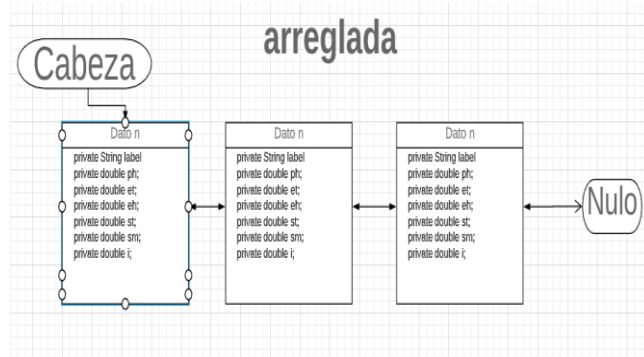 arreglada
Cabeza
Dato n
private String label
private double ph;
private double et;
private double eh;
private double st;
private double sm;
private double i;
Dato n
private String label
private double ph;
private double et;
private double eh;
private double st;
private double sm;
private double i;
Dato n
private String label
private double ph;
private double et;
private double eh;
private double st;
private double sm;
private double i;
Nulo